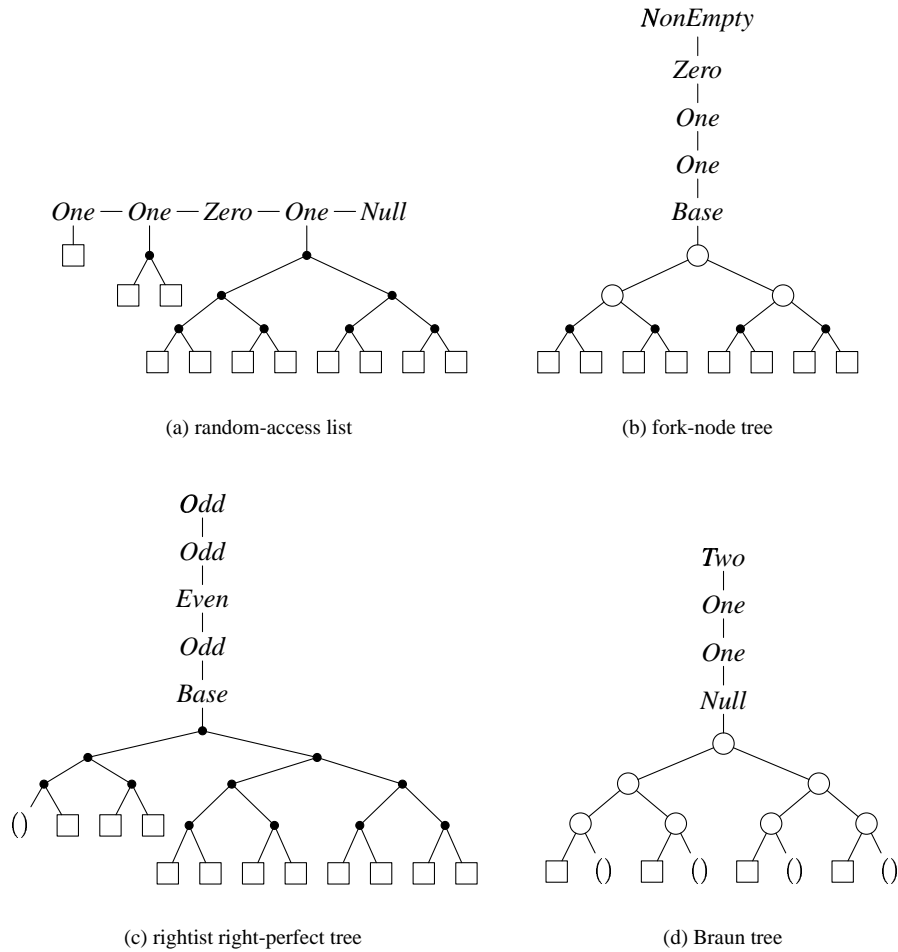 One One Zero One Null
(a) random-access list
NonEmpty
Zero
One
One
Base
(b) fork-node tree
Odd
Odd
Even
Odd
Base
()
(c) rightist right-perfect tree
Two
One
One
Null
() () () ()
(d) Braun tree